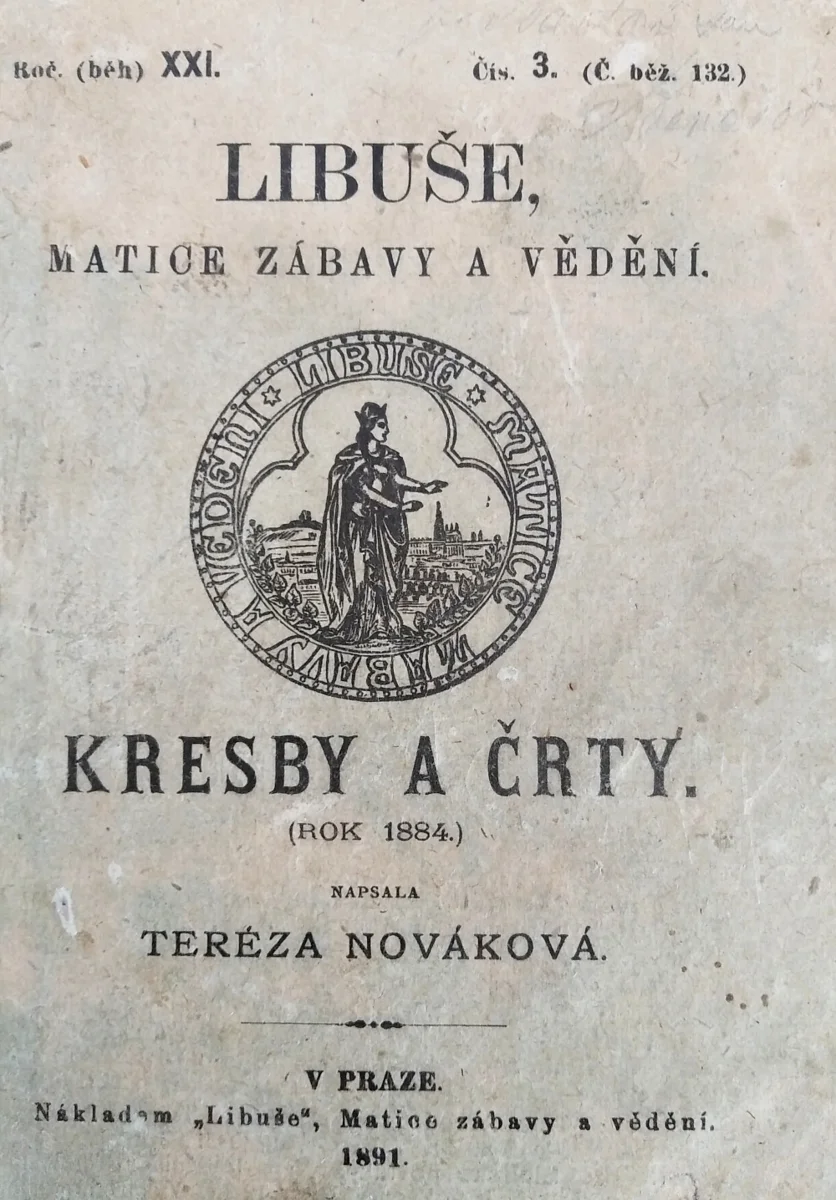 Roč. (běh) XXI. Čís. 3. (Č. běž. 132.)
LIBUŠE,
MATICE ZÁBAVY A VĚDĚNÍ.
LIBUŠE ✡ MATICE ZÁBAVY A VĚDĚNÍ ✡
KRESBY A ČRTY.
(ROK 1884.)
NAPSALA
TERÉZA NOVÁKOVÁ.
V PRAZE.
Nákladem „Libuše“, Matice zábavy a vědění.
1891.